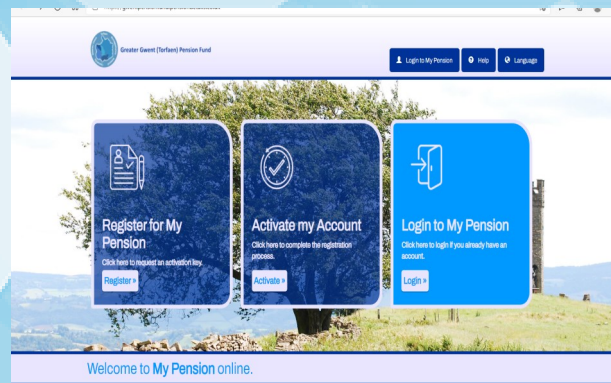 Greater Gwent (Torfaen) Pension Fund
Login to My Pension
Help
Language
Register for My
Pension
Click here to request an activation key.
Register »
Activate my Account
Click here to complete the registration
process.
Activate »
Login to My Pension
Click here to login if you already have an
account.
Login »
Welcome to My Pension online.